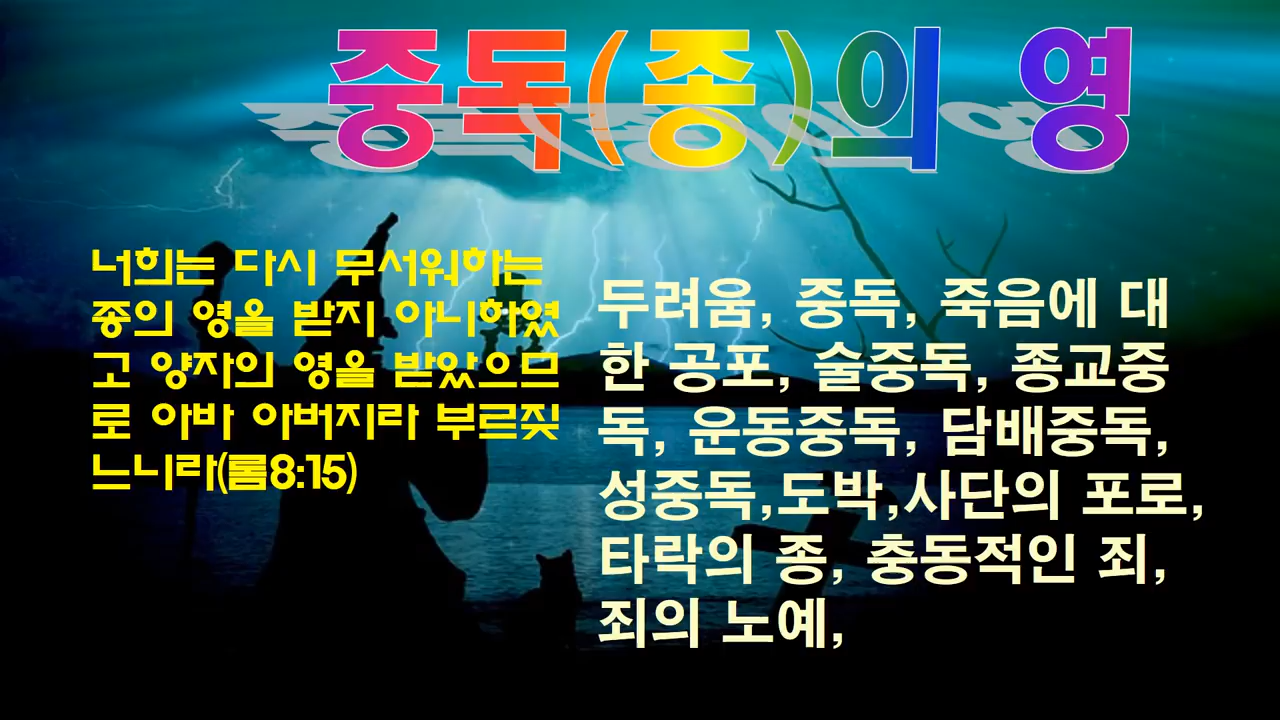 중독(종)의 영
너희는 다시 무서워하는
종의 영을 받지 아니하였
고 양자의 영을 받았으므
로 아바 아버지라 부르짖
느니라(롬8:15)
두려움, 중독, 죽음에 대
한 공포, 술중독, 종교중
독, 운동중독, 담배중독,
성중독,도박,사단의 포로,
타락의 종, 충동적인 죄,
죄의 노예,